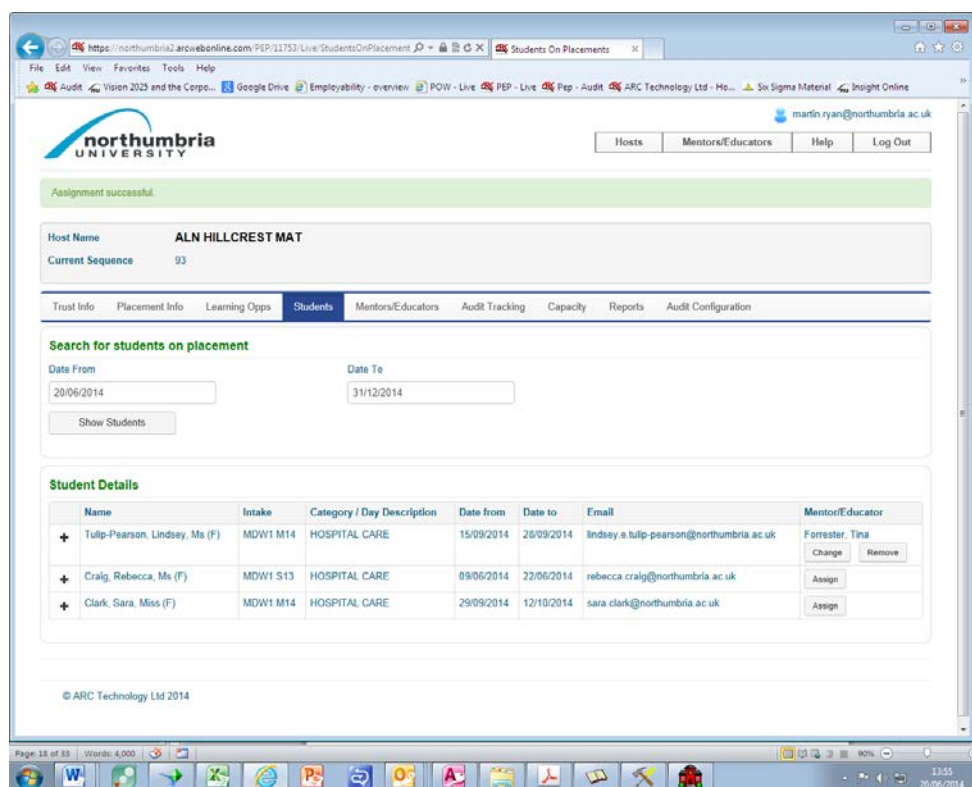 https://northumbria2.arcwebonline.com/PEP/11753/Live/StudentsOnPlacement
Students On Placements
File Edit View Favorites Tools Help
Audit Vision 2025 and the Corpo... Google Drive Employability - overview POW - Live PEP - Live Pep - Audit ARC Technology Ltd - Ho... Six Sigma Material Insight Online
martin.ryan@northumbria.ac.uk
northumbria
UNIVERSITY
Hosts Mentors/Educators Help Log Out
Assignment successful.
Host Name ALN HILLCREST MAT
Current Sequence 93
Trust Info Placement Info Learning Opps Students Mentors/Educators Audit Tracking Capacity Reports Audit Configuration
Search for students on placement
Date From Date To
20/06/2014 31/12/2014
Show Students
Student Details
Name Intake Category / Day Description Date from Date to Email Mentor/Educator
Tulip-Pearson, Lindsey, Ms (F) MDW1 M14 HOSPITAL CARE 15/09/2014 28/09/2014 lindsey.e.tulip-pearson@northumbria.ac.uk Forrester, Tina
Change Remove
Craig, Rebecca, Ms (F) MDW1 S13 HOSPITAL CARE 09/06/2014 22/06/2014 rebecca.craig@northumbria.ac.uk Assign
Clark, Sara, Miss (F) MDW1 M14 HOSPITAL CARE 29/09/2014 12/10/2014 sara.clark@northumbria.ac.uk Assign
© ARC Technology Ltd 2014
Page: 18 of 33 Words: 4,000 90%
13:55
20/06/2014